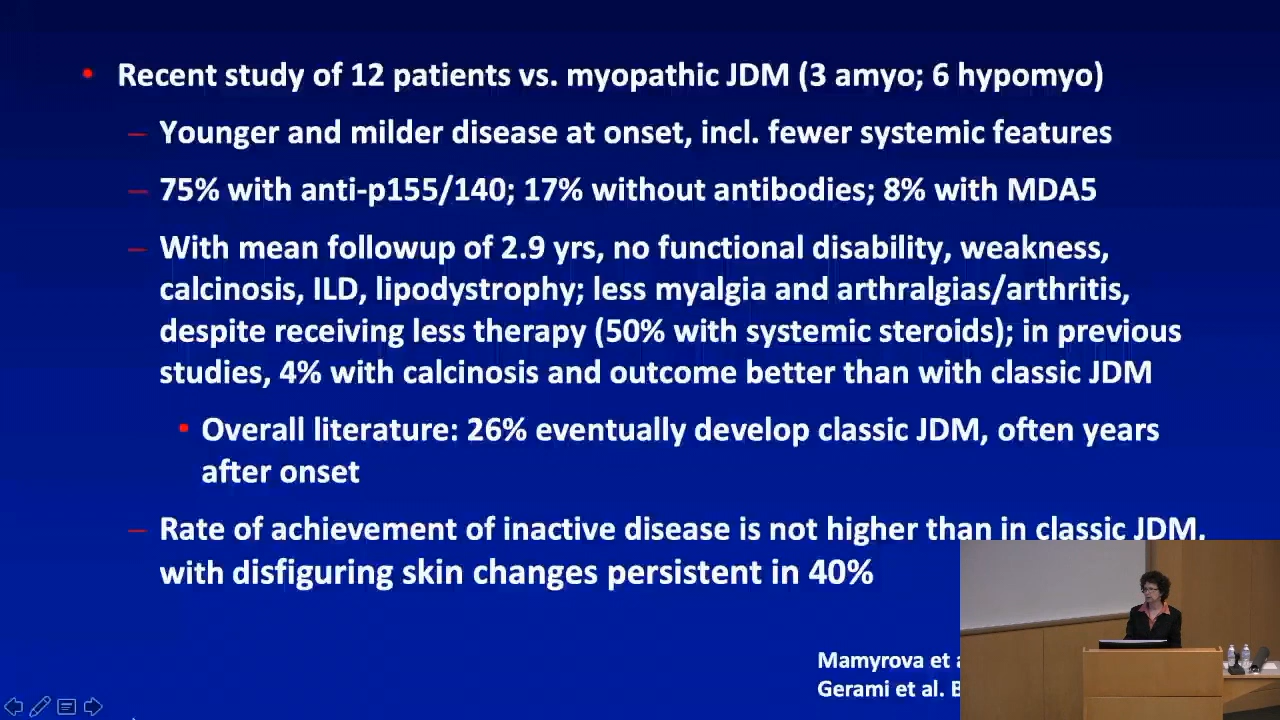 • Recent study of 12 patients vs. myopathic JDM (3 amyo; 6 hypomyo)
– Younger and milder disease at onset, incl. fewer systemic features
– 75% with anti-p155/140; 17% without antibodies; 8% with MDA5
– With mean followup of 2.9 yrs, no functional disability, weakness,
calcinosis, ILD, lipodystrophy; less myalgia and arthralgias/arthritis,
despite receiving less therapy (50% with systemic steroids); in previous
studies, 4% with calcinosis and outcome better than with classic JDM
• Overall literature: 26% eventually develop classic JDM, often years
after onset
– Rate of achievement of inactive disease is not higher than in classic JDM,
with disfiguring skin changes persistent in 40%
Mamyrova et
Gerami et al.